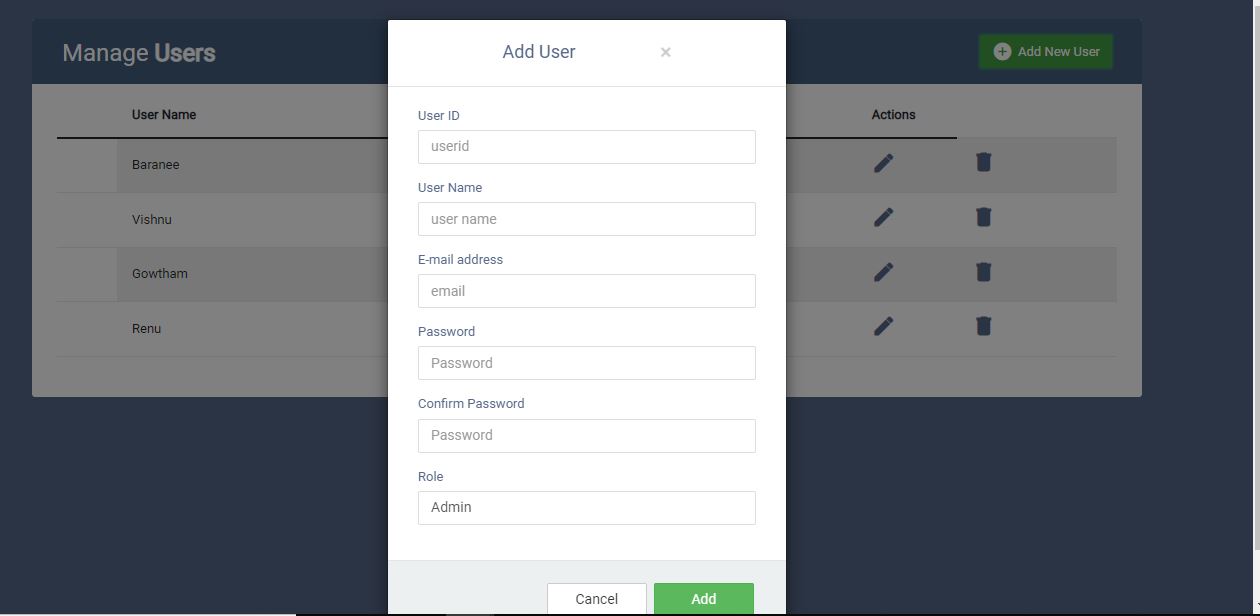 Manage Users
Add New User
User Name
Actions
Baranee
Vishnu
Gowtham
Renu
Add User
×
User ID
userid
User Name
user name
E-mail address
email
Password
Password
Confirm Password
Password
Role
Admin
Cancel
Add